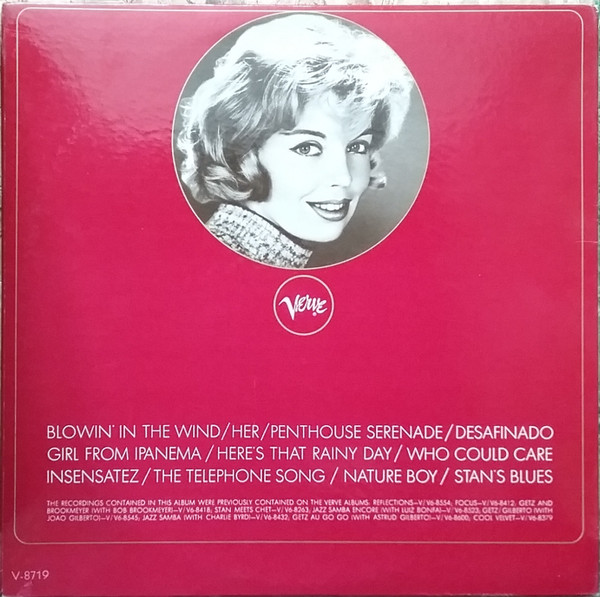 Verve
BLOWIN' IN THE WIND/HER/PENTHOUSE SERENADE/DESAFINADO
GIRL FROM IPANEMA / HERE'S THAT RAINY DAY/ WHO COULD CARE
INSENSATEZ/THE TELEPHONE SONG / NATURE BOY/ STAN'S BLUES
THE RECORDINGS CONTAINED IN THIS ALBUM WERE PREVIOUSLY CONTAINED ON THE VERVE ALBUMS: REFLECTIONS—V/V6-8554; FOCUS—V/V6-8412; GETZ AND
BROOKMEYER (WITH BOB BROOKMEYER)—V/V6-8418; STAN MEETS CHET—V/V6-8263; JAZZ SAMBA ENCORE (WITH LUIZ BONFA)—V/V6-8523; GETZ/GILBERTO (WITH
JOAO GILBERTO)—V/V6-8545; JAZZ SAMBA (WITH CHARLIE BYRD)—V/V6-8432; GETZ AU GO GO (WITH ASTRUD GILBERTO)—V/V6-8600; COOL VELVET—V/V6-8379
V-8719